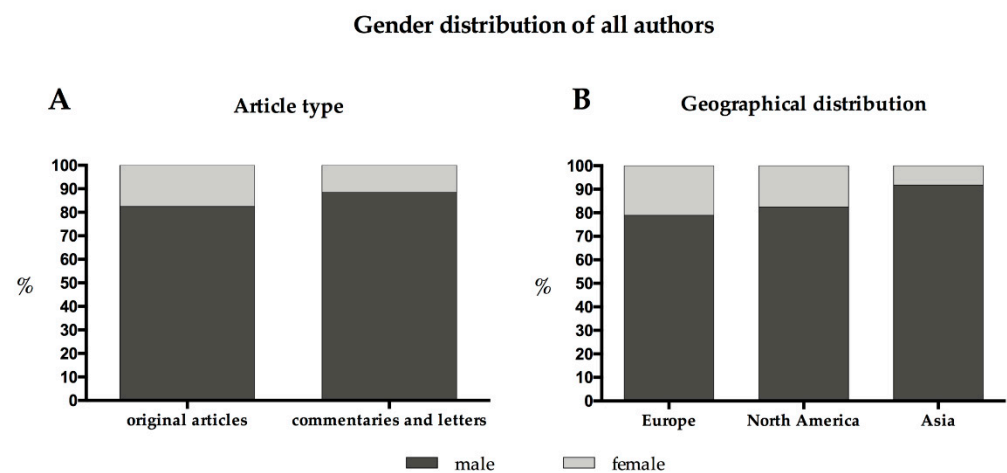 Gender distribution of all authors
A
Article type
100
90
80
70
60
50
40
30
20
10
0
%
original articles
commentaries and letters
B
Geographical distribution
100
90
80
70
60
50
40
30
20
10
0
%
Europe
North America
Asia
male
female